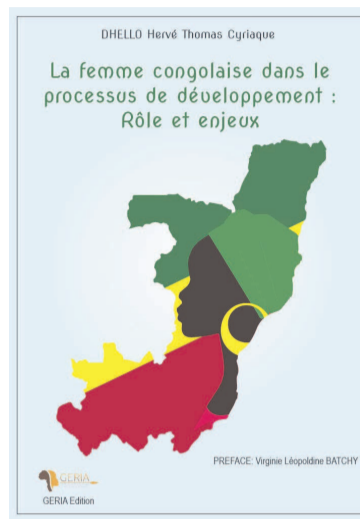 DHELLO Hervé Thomas Cyriaque
La femme congolaise dans le
processus de développement :
Rôle et enjeux
PREFACE: Virginie Léopoldine BATCHY
GERIA
GERIA Edition